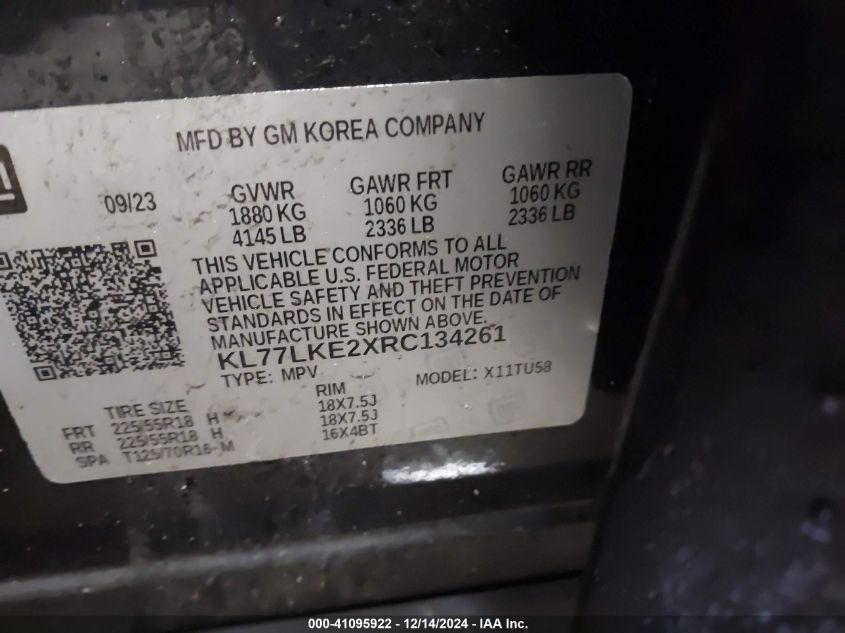 MFD BY GM KOREA COMPANY
09/23
GVWR GAWR FRT GAWR RR
1880 KG 1060 KG 1060 KG
4145 LB 2336 LB 2336 LB
THIS VEHICLE CONFORMS TO ALL
APPLICABLE U.S. FEDERAL MOTOR
VEHICLE SAFETY AND THEFT PREVENTION
STANDARDS IN EFFECT ON THE DATE OF
MANUFACTURE SHOWN ABOVE.
KL77LKE2XRC134261
TYPE: MPV MODEL: X11TU58
TIRE SIZE RIM
FRT 225/55R18 H 18X7.5J
RR 225/55R18 H 18X7.5J
SPA T125/70R16 M 16X4BT
000-41095922 - 12/14/2024 - IAA Inc.